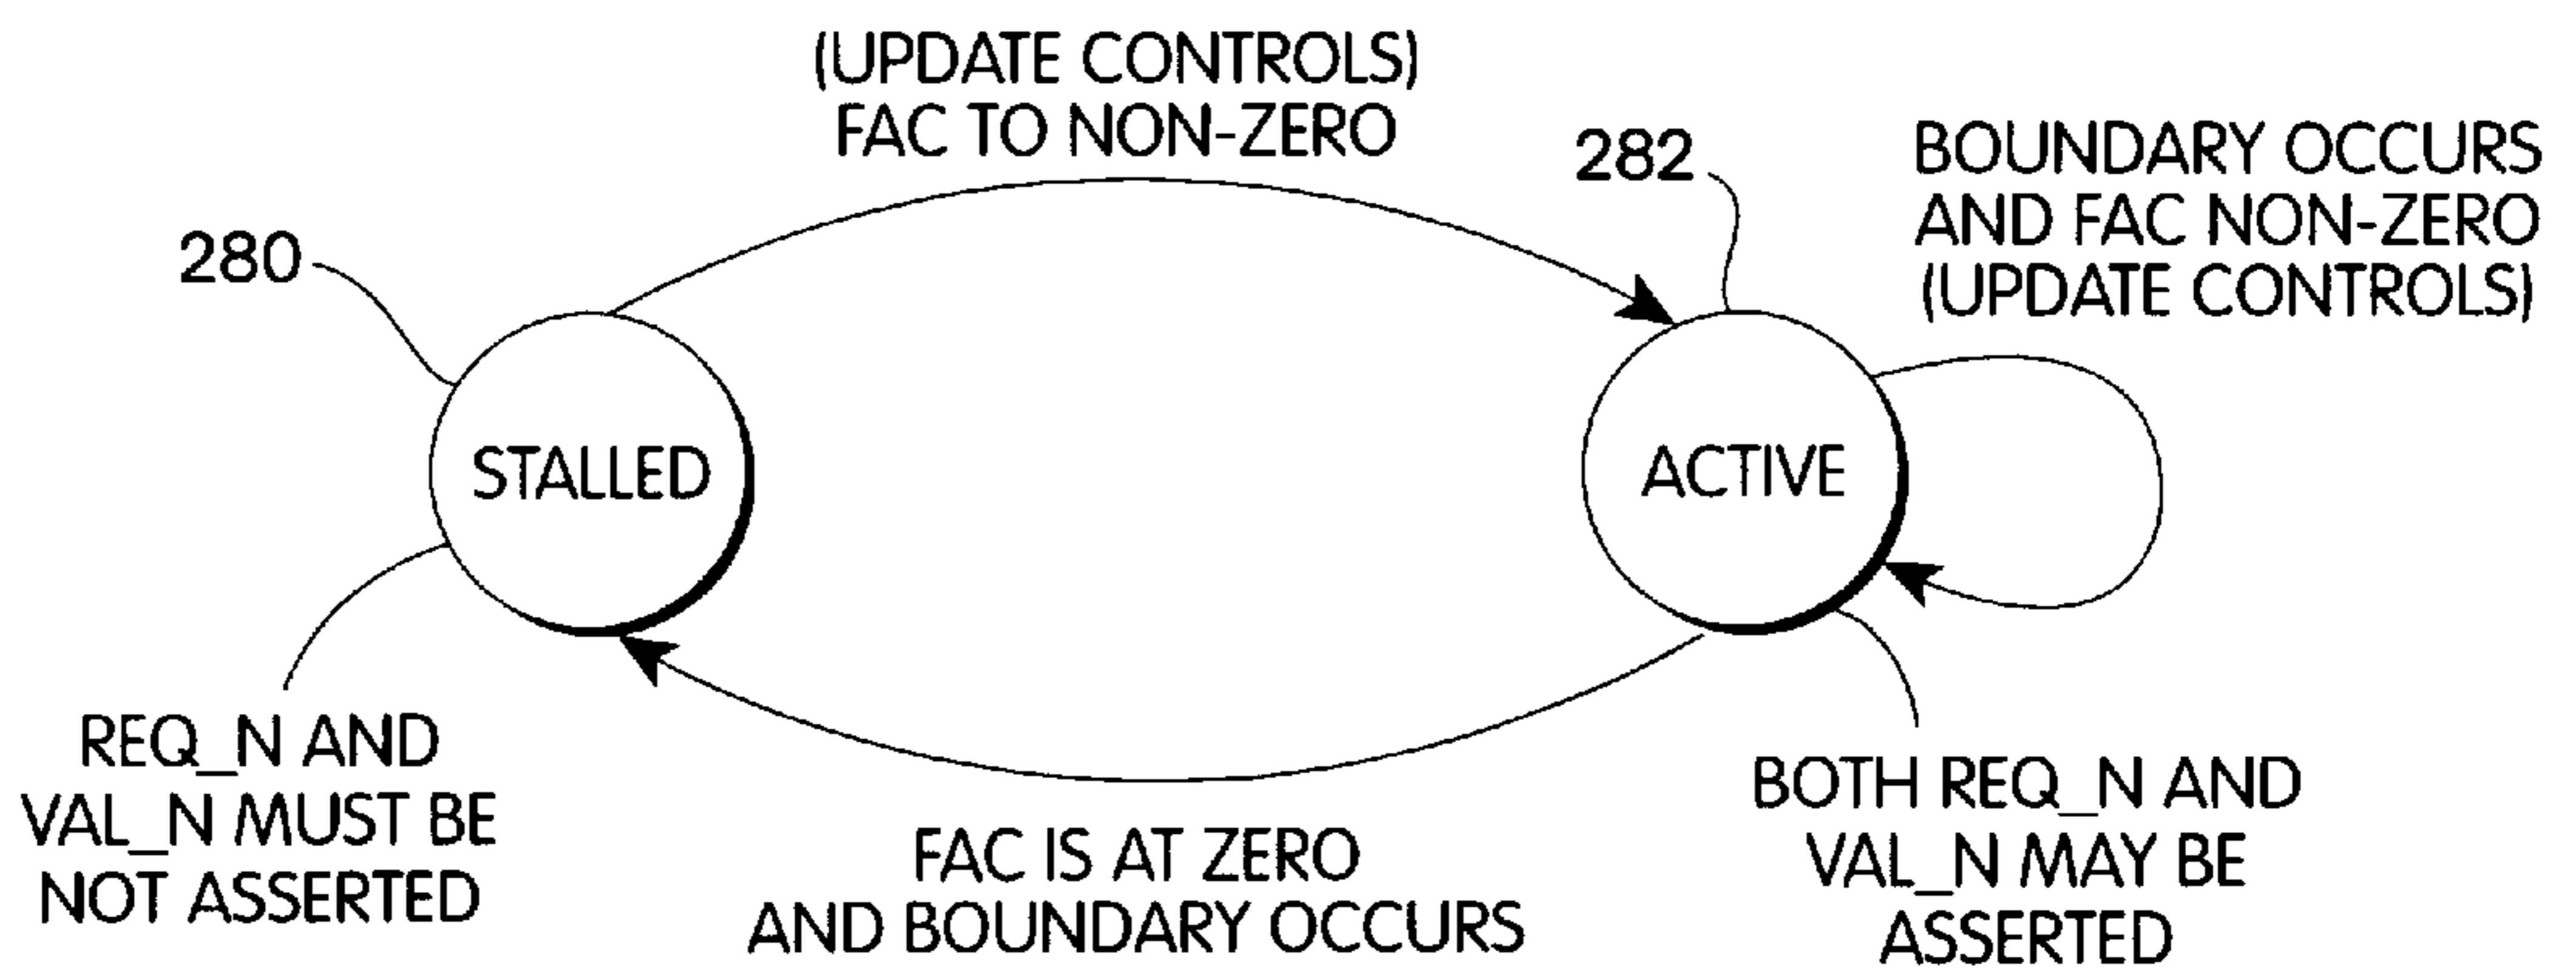 (UPDATE CONTROLS)
FAC TO NON-ZERO
282
BOUNDARY OCCURS
AND FAC NON-ZERO
(UPDATE CONTROLS)
280
STALLED
ACTIVE
REQ_N AND
VAL_N MUST BE
NOT ASSERTED
FAC IS AT ZERO
AND BOUNDARY OCCURS
BOTH REQ_N AND
VAL_N MAY BE
ASSERTED